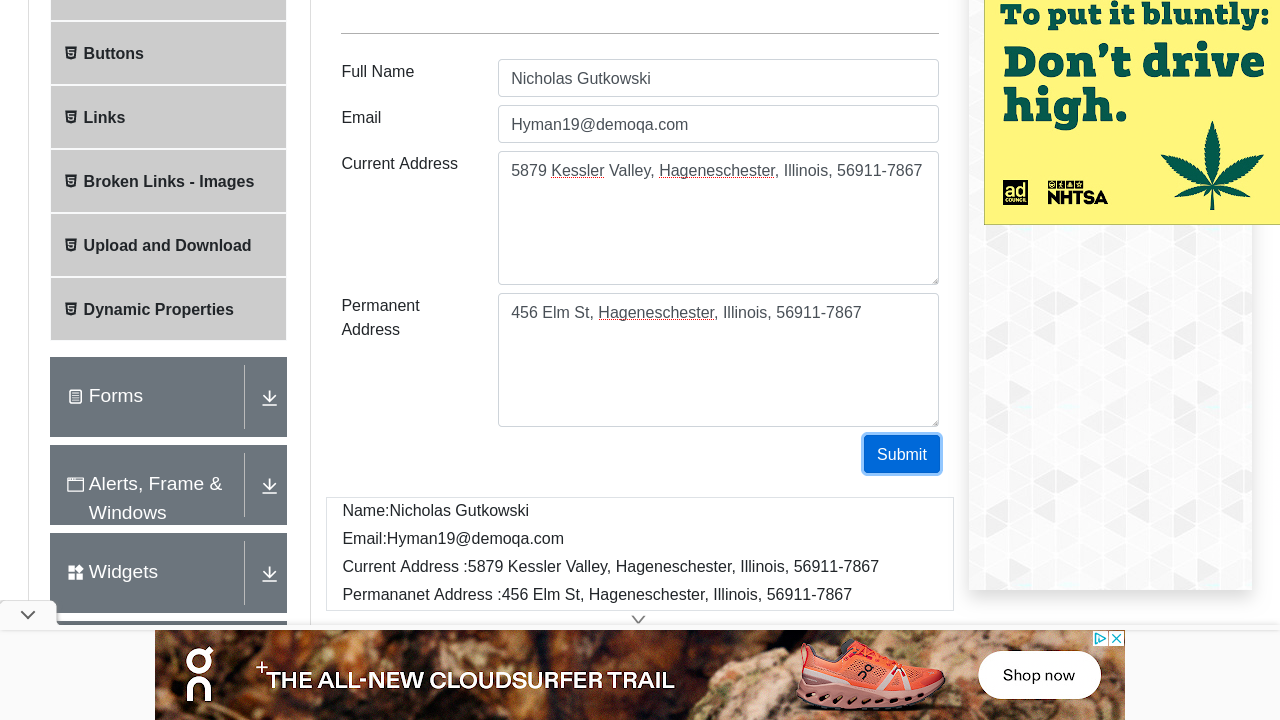 To put it bluntly:
Buttons
Don't drive
high.
Full Name
Nicholas Gutkowski
Links
Email
Hyman19@demoqa.com
Current Address
5879 Kessler Valley, Hageneschester, Illinois, 56911-7867
Broken Links - Images
ad
COUNCIL
NHTSA
Upload and Download
Dynamic Properties
Permanent
Address
456 Elm St, Hageneschester, Illinois, 56911-7867
Forms
Submit
Alerts, Frame &
Windows
Name:Nicholas Gutkowski
Email:Hyman19@demoqa.com
Current Address :5879 Kessler Valley, Hageneschester, Illinois, 56911-7867
Permananet Address :456 Elm St, Hageneschester, Illinois, 56911-7867
Widgets
on
THE ALL-NEW CLOUDSURFER TRAIL
Shop now